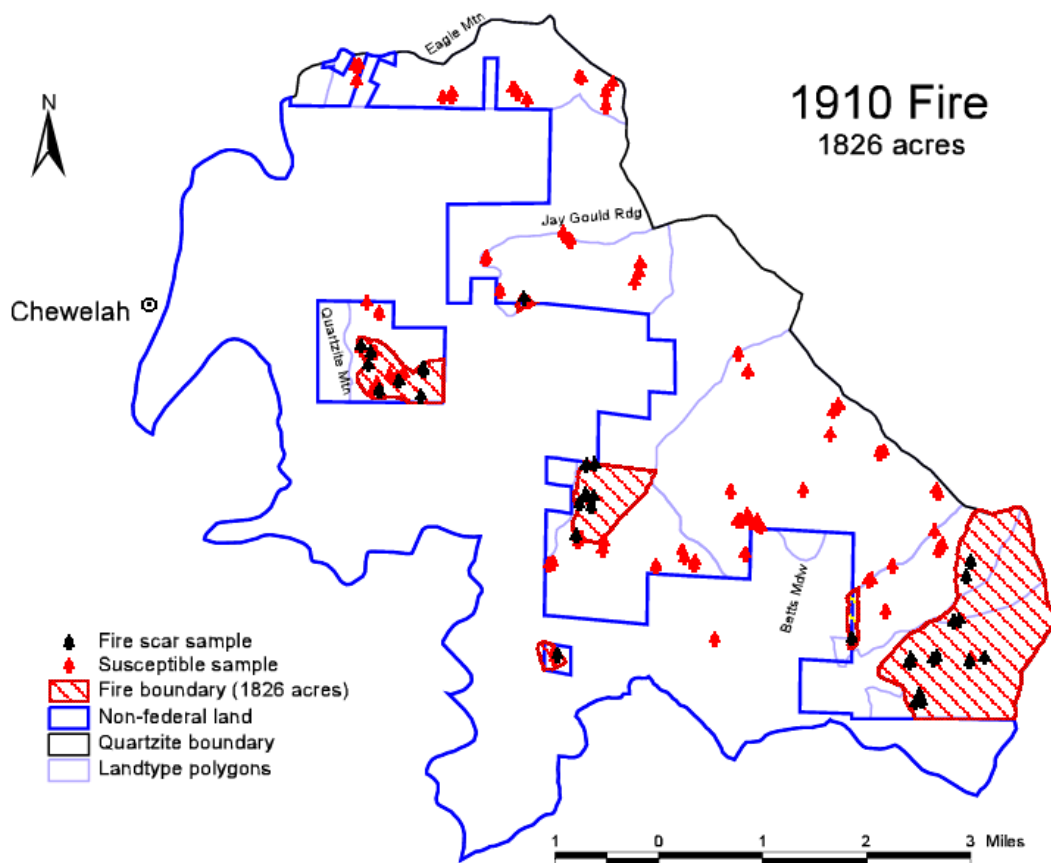 Eagle Mtn
N
1910 Fire
1826 acres
Jay Gould Rdg
Chewelah
Quartzite Mtn
Betts Mdw
Fire scar sample
Susceptible sample
Fire boundary (1826 acres)
Non-federal land
Quartzite boundary
Landtype polygons
1 0 1 2 3 Miles